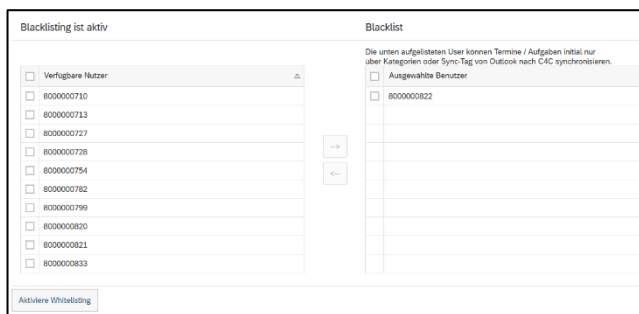 Blacklisting ist aktiv
Blacklist
Die unten aufgelisteten User können Termine / Aufgaben initial nur
über Kategorien oder Sync-Tag von Outlook nach C4C synchronisieren.
Verfügbare Nutzer
Ausgewählte Benutzer
8000000710
8000000822
8000000713
8000000727
8000000728
-->
8000000754
<--
8000000782
8000000799
8000000820
8000000821
8000000833
Aktiviere Whitelisting